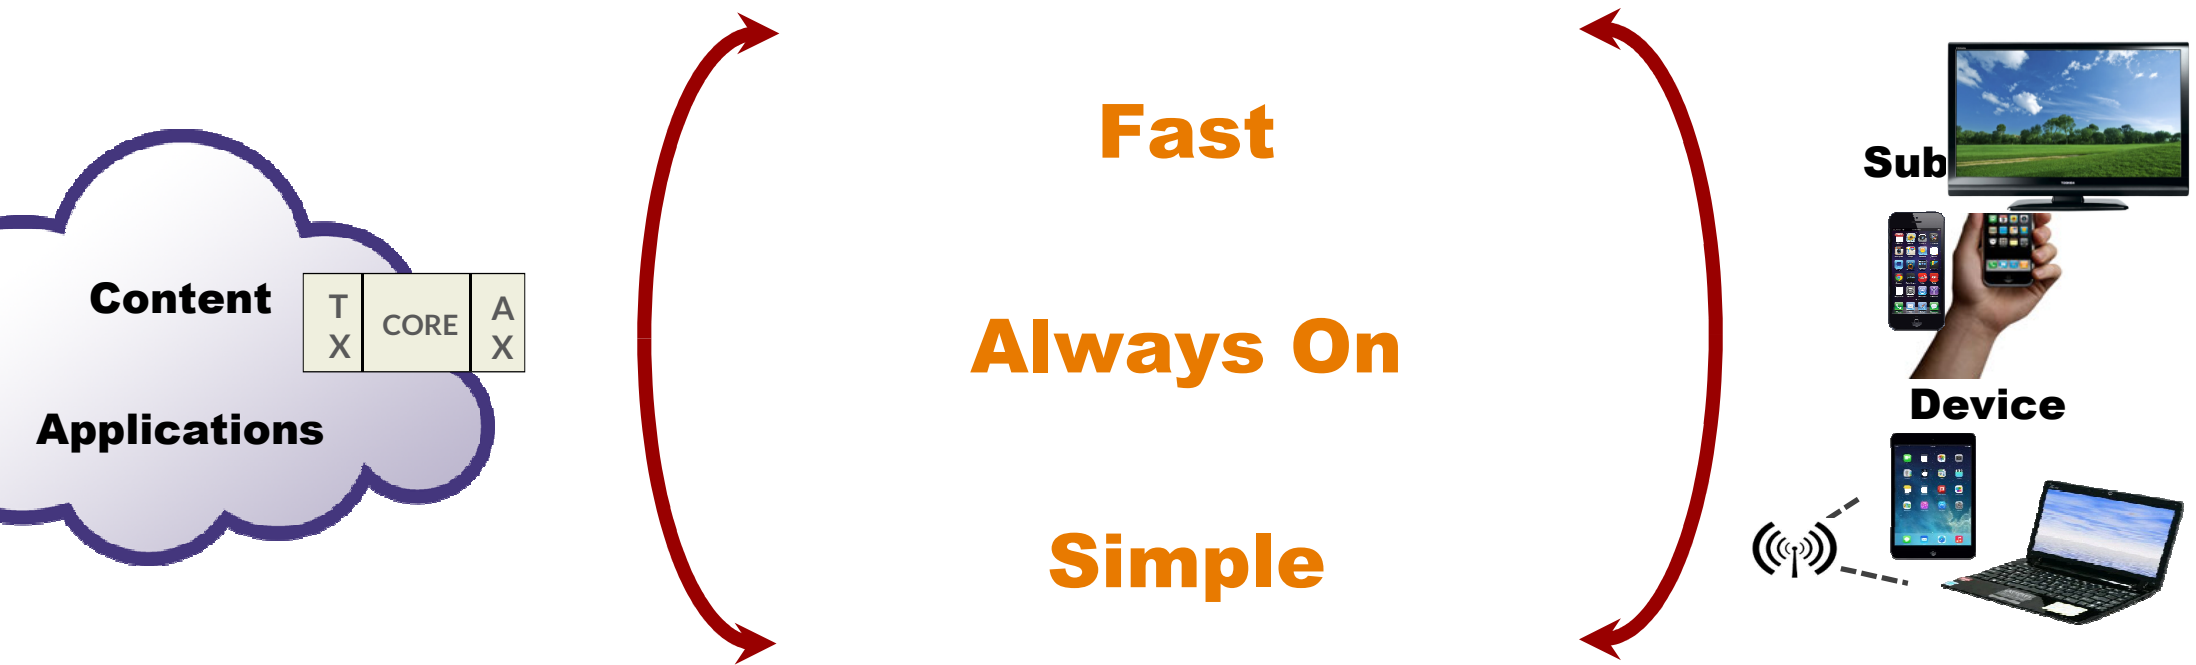 Fast
Sub
Content
T
X
CORE
A
X
Always On
Applications
Device
Simple